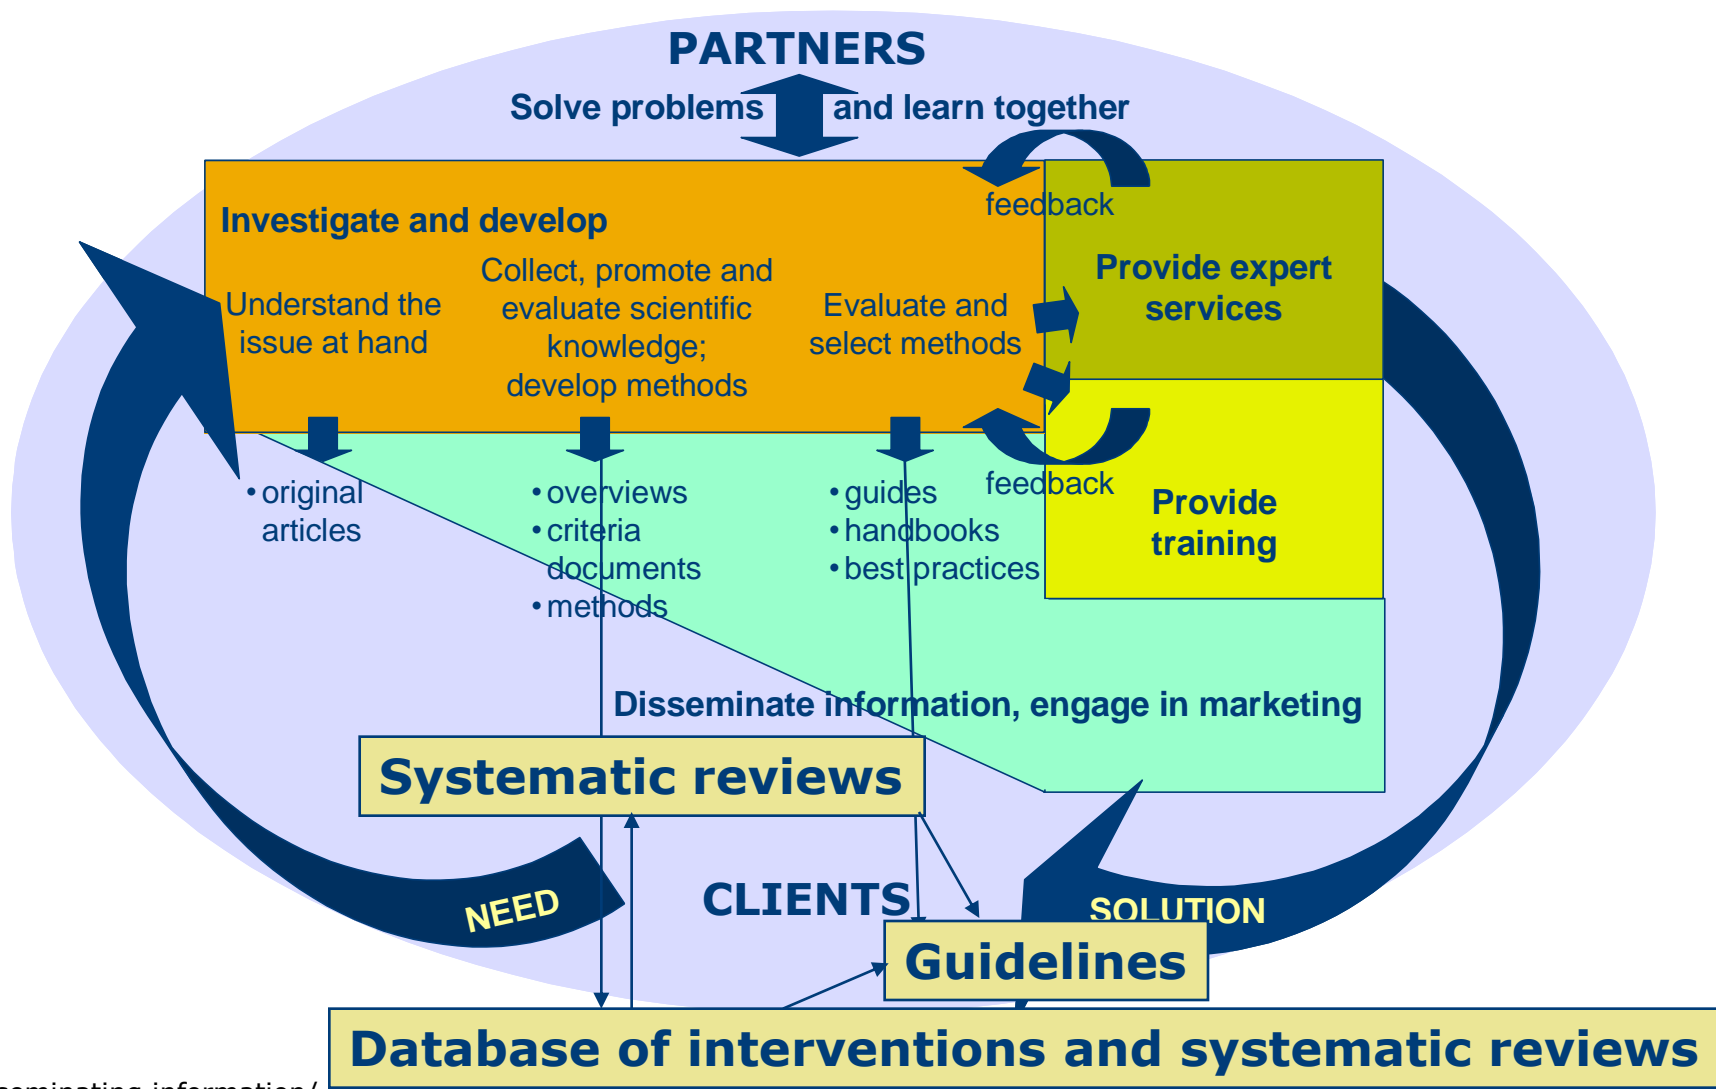 PARTNERS
Solve problems and learn together
feedback
Investigate and develop
Understand the
issue at hand
Collect, promote and
evaluate scientific
knowledge;
develop methods
Evaluate and
select methods
Provide expert
services
• original
articles
• overviews
• criteria
documents
• methods
• guides
• handbooks
• best practices
feedback
Provide
training
Disseminate information, engage in marketing
Systematic reviews
NEED
CLIENTS
SOLUTION
Guidelines
Database of interventions and systematic reviews